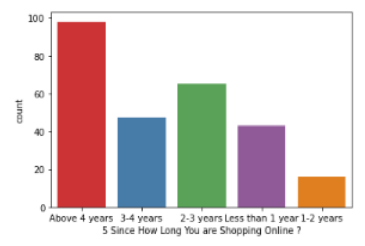 100
80
60
40
20
0
count
Above 4 years 3-4 years 2-3 years Less than 1 year 1-2 years
5 Since How Long You are Shopping Online ?